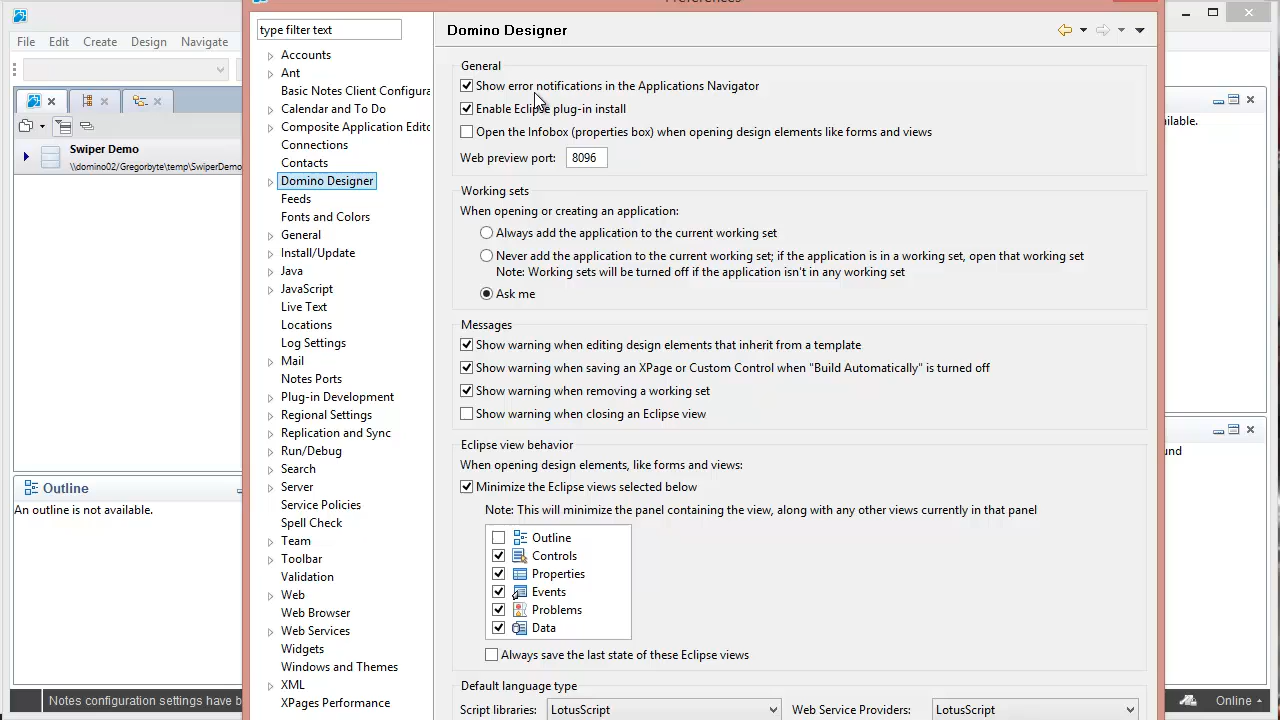 Preferences
File Edit Create Design Navigate
Swiper Demo
\\domino02/Gregorbyte\temp\SwiperDemo
Outline
An outline is not available.
Notes configuration settings have b
type filter text
Accounts
Ant
Basic Notes Client Configura
Calendar and To Do
Composite Application Edito
Connections
Contacts
Domino Designer
Feeds
Fonts and Colors
General
Install/Update
Java
JavaScript
Live Text
Locations
Log Settings
Mail
Notes Ports
Plug-in Development
Regional Settings
Replication and Sync
Run/Debug
Search
Server
Service Policies
Spell Check
Team
Toolbar
Validation
Web
Web Browser
Web Services
Widgets
Windows and Themes
XML
XPages Performance
Domino Designer
General
Show error notifications in the Applications Navigator
Enable Eclipse plug-in install
Open the Infobox (properties box) when opening design elements like forms and views
Web preview port: 8096
Working sets
When opening or creating an application:
Always add the application to the current working set
Never add the application to the current working set; if the application is in a working set, open that working set
Note: Working sets will be turned off if the application isn't in any working set
Ask me
Messages
Show warning when editing design elements that inherit from a template
Show warning when saving an XPage or Custom Control when "Build Automatically" is turned off
Show warning when removing a working set
Show warning when closing an Eclipse view
Eclipse view behavior
When opening design elements, like forms and views:
Minimize the Eclipse views selected below
Note: This will minimize the panel containing the view, along with any other views currently in that panel
Outline
Controls
Properties
Events
Problems
Data
Always save the last state of these Eclipse views
Default language type
Script libraries: LotusScript Web Service Providers: LotusScript
ailable.
und
Online